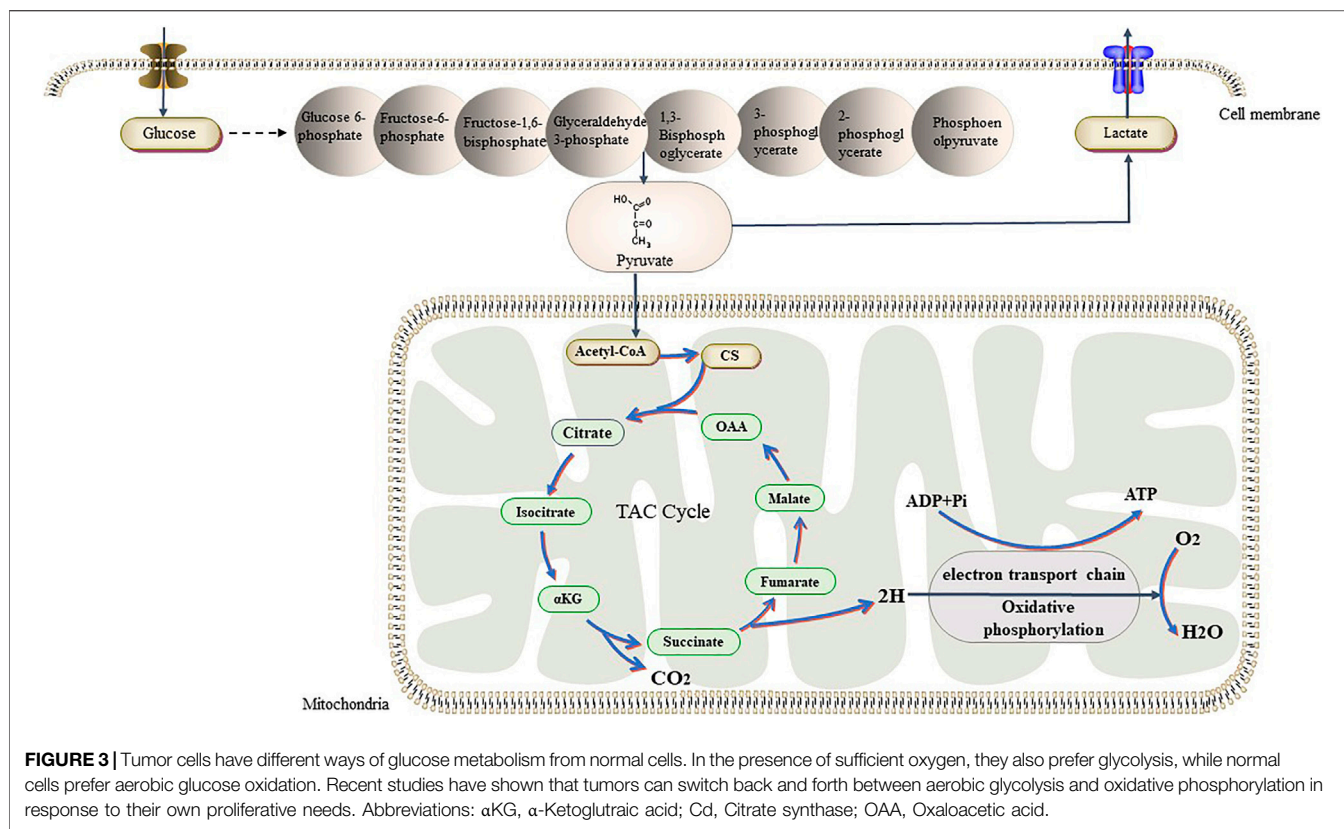 Cell membrane
Glucose
Glucose 6-
phosphate
Fructose-6-
phosphate
Fructose-1,6-
bisphosphate
Glyceraldehyde
3-phosphate
1,3-
Bisphosph
oglycerate
3-
phosphogl
ycerate
2-
phosphogl
ycerate
Phosphoen
olpyruvate
Lactate
HO
C=O
C=O
CH3
Pyruvate
Acetyl-CoA
CS
Citrate
OAA
Isocitrate
TAC Cycle
Malate
αKG
Fumarate
Succinate
CO2
2H
ADP+Pi
ATP
electron transport chain
Oxidative
phosphorylation
O2
H2O
Mitochondria
FIGURE 3 | Tumor cells have different ways of glucose metabolism from normal cells. In the presence of sufficient oxygen, they also prefer glycolysis, while normal
cells prefer aerobic glucose oxidation. Recent studies have shown that tumors can switch back and forth between aerobic glycolysis and oxidative phosphorylation in
response to their own proliferative needs. Abbreviations: αKG, α-Ketoglutraic acid; Cd, Citrate synthase; OAA, Oxaloacetic acid.